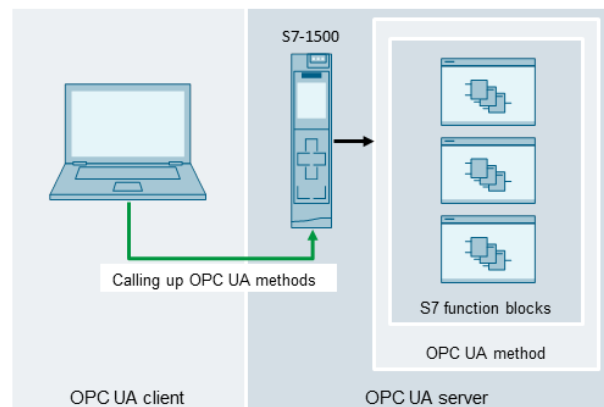 S7-1500
Calling up OPC UA methods
S7 function blocks
OPC UA method
OPC UA client
OPC UA server